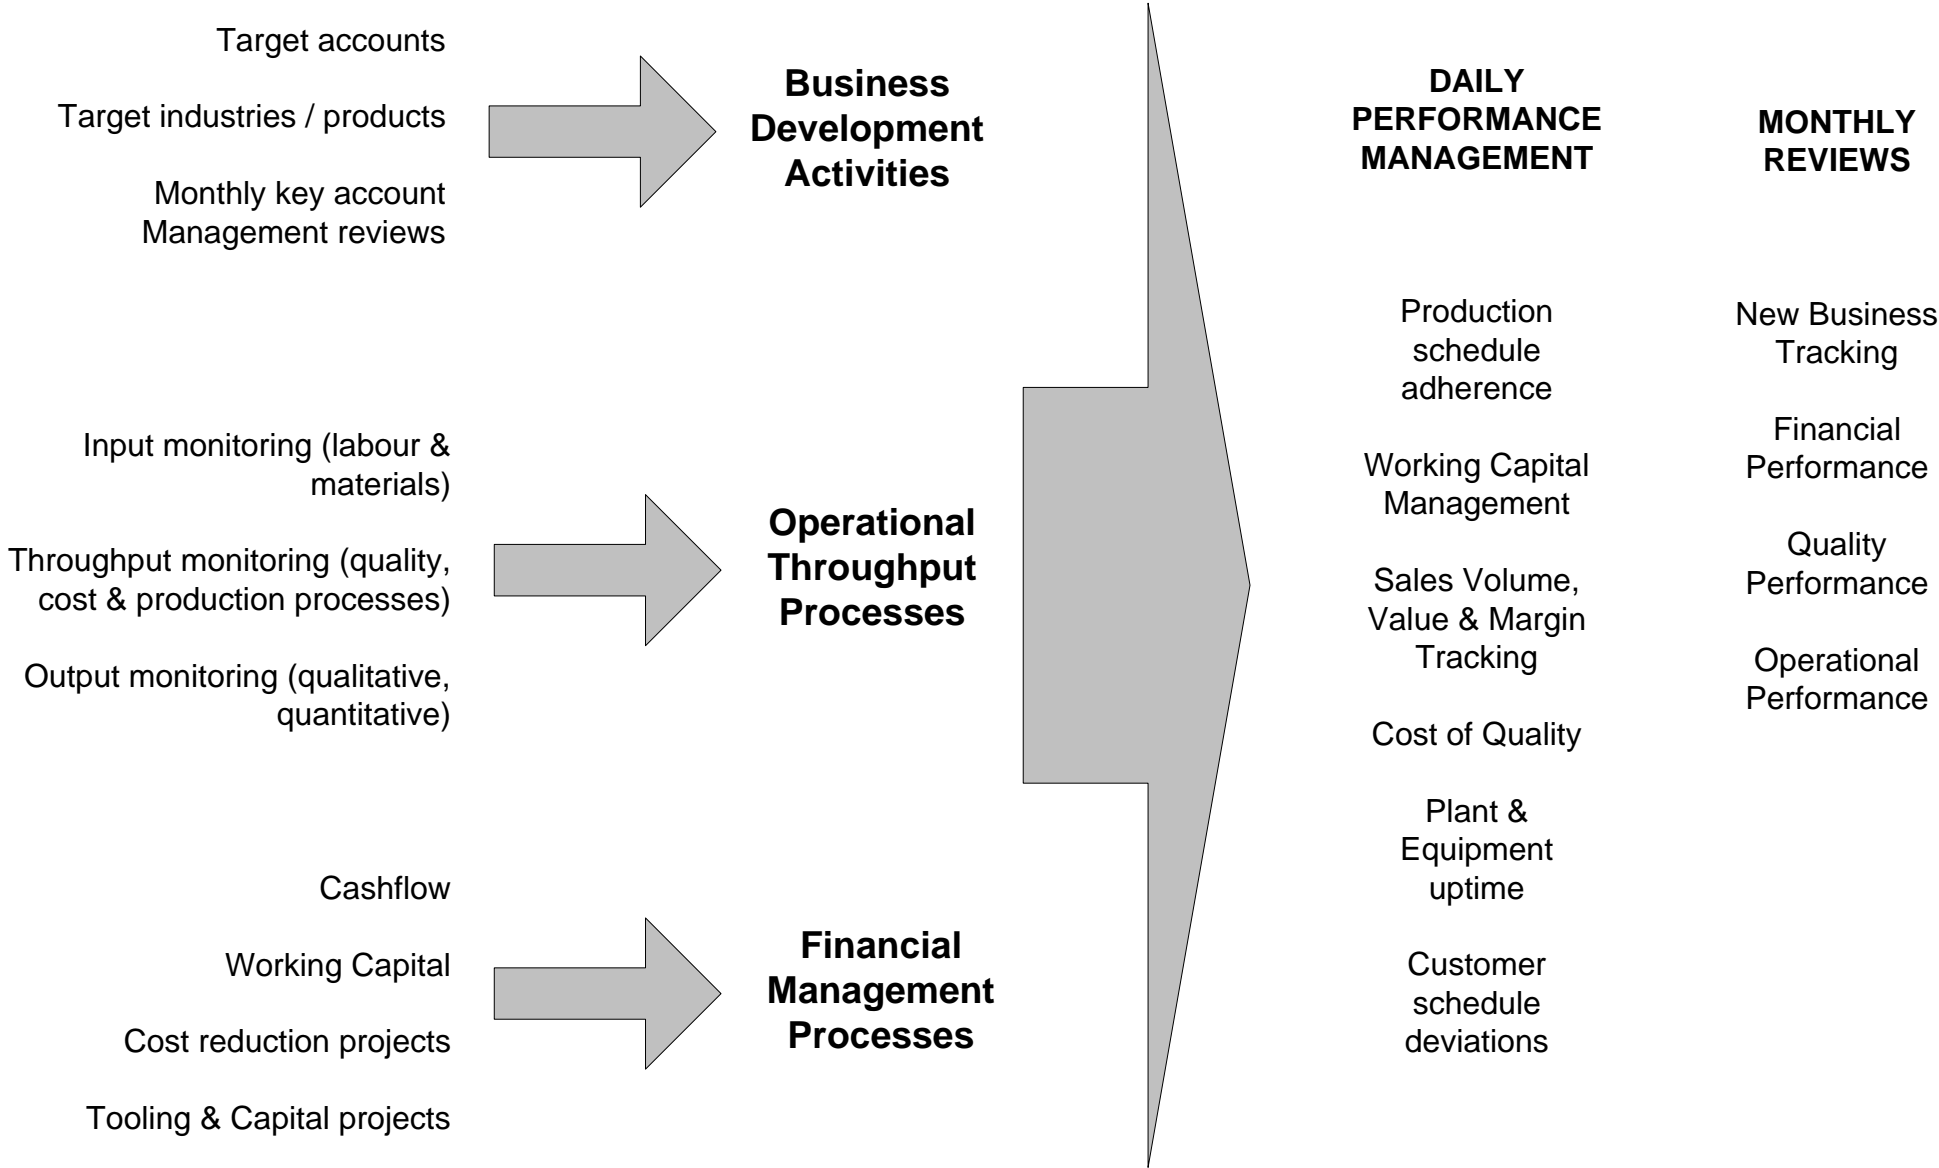 Target accounts
Target industries / products
Monthly key account
Management reviews
Business
Development
Activities
Input monitoring (labour &
materials)
Throughput monitoring (quality,
cost & production processes)
Output monitoring (qualitative,
quantitative)
Operational
Throughput
Processes
Cashflow
Working Capital
Cost reduction projects
Tooling & Capital projects
Financial
Management
Processes
DAILY
PERFORMANCE
MANAGEMENT
Production
schedule
adherence
Working Capital
Management
Sales Volume,
Value & Margin
Tracking
Cost of Quality
Plant &
Equipment
uptime
Customer
schedule
deviations
MONTHLY
REVIEWS
New Business
Tracking
Financial
Performance
Quality
Performance
Operational
Performance